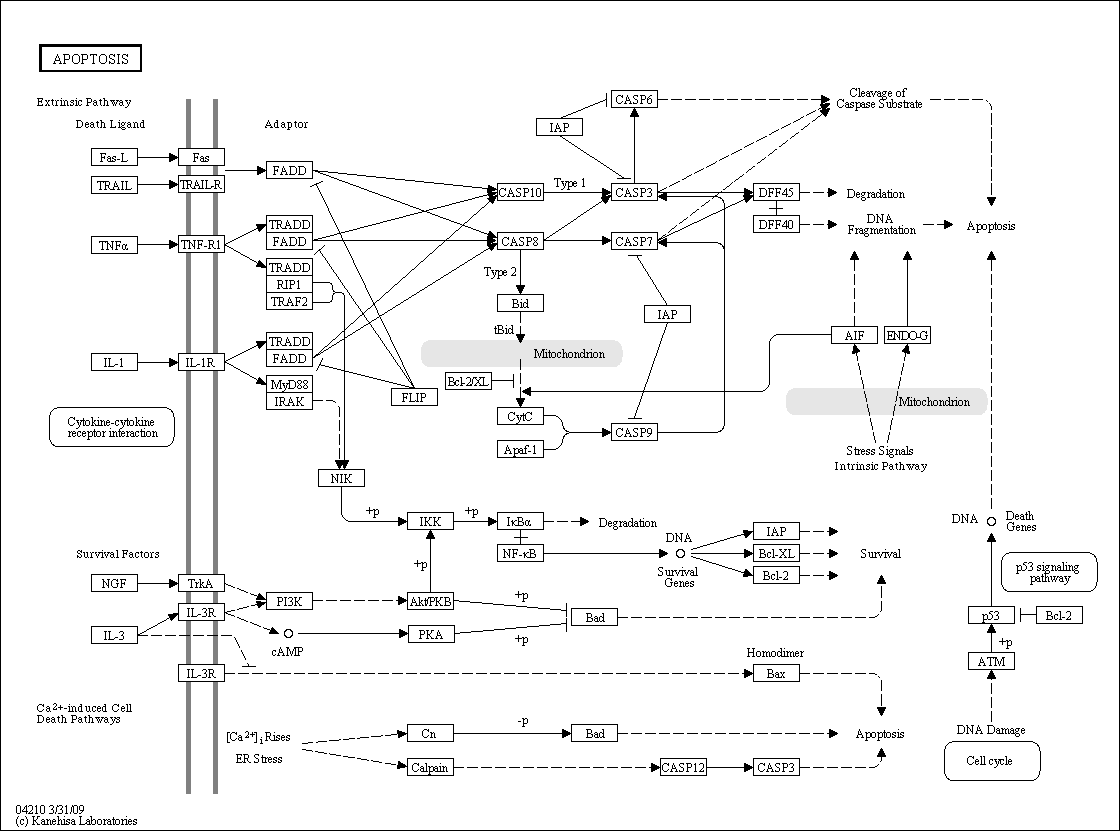 APOPTOSIS
Extrinsic Pathway
Death Ligand
Adaptor
CASP6
Cleavage of
Caspase Substrate
IAP
Fas-L
Fas
TRAIL
TRAIL-R
FADD
CASP10
Type 1
CASP3
DFF45
Degradation
DFF40
DNA
Fragmentation
Apoptosis
TNFα
TNF-R1
TRADD
FADD
CASP8
CASP7
TRADD
RIP1
TRAF2
Type 2
Bid
tBid
IAP
AIF
ENDO-G
IL-1
IL-1R
TRADD
FADD
MyD88
IRAK
Mitochondrion
Bcl-2/XL
FLIP
CytC
Apaf-1
CASP9
Mitochondrion
Cytokine-cytokine
receptor interaction
Stress Signals
Intrinsic Pathway
NIK
+p
IKK
+p
IκBα
Degradation
NF-κB
DNA
Survival
Genes
IAP
Bcl-XL
Bcl-2
Survival
DNA
Death
Genes
p53 signaling
pathway
Survival Factors
NGF
TrkA
PI3K
+p
Akt/PKB
+p
Bad
IL-3
IL-3R
cAMP
PKA
+p
p53
Bcl-2
+p
ATM
IL-3R
Homodimer
Bax
Ca2+-induced Cell
Death Pathways
[Ca2+]i Rises
ER Stress
Cn
-p
Bad
Apoptosis
DNA Damage
Cell cycle
Calpain
CASP12
CASP3
04210 3/31/09
(c) Kanehisa Laboratories